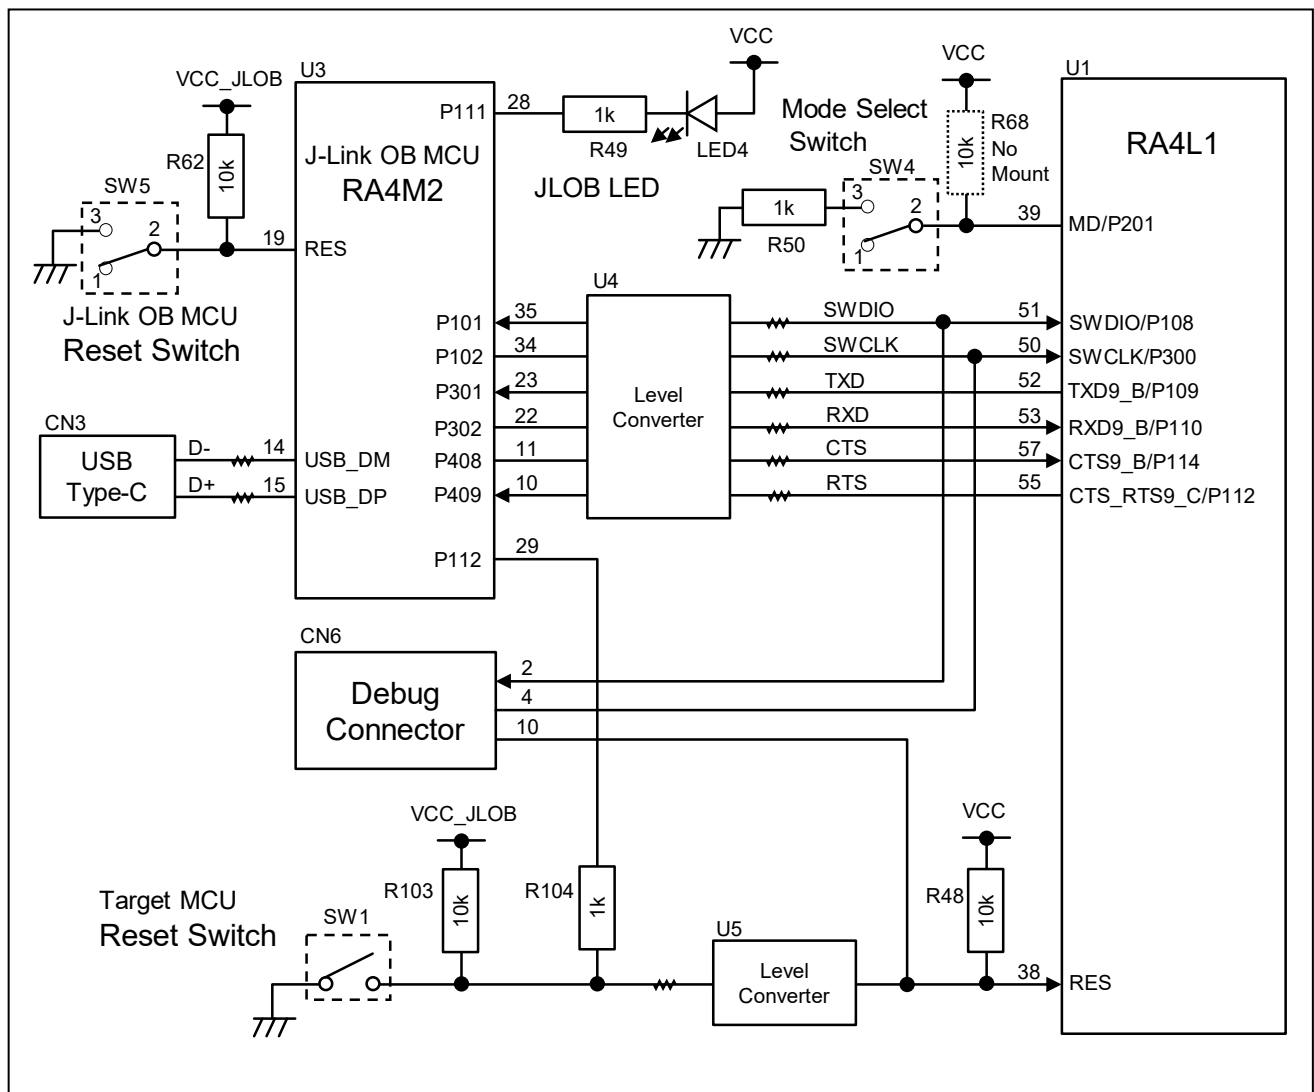 VCC_JLOB
R62
10k
SW5
3
2
1
J-Link OB MCU
Reset Switch
19
RES
U3
J-Link OB MCU
RA4M2
P111
28
1k
R49
LED4
VCC
JLOB LED
Mode Select
Switch
SW4
3
2
1
1k
R50
VCC
10k
R68
No
Mount
39
MD/P201
U1
RA4L1
U4
Level
Converter
P101
35
SWDIO
51
SWDIO/P108
P102
34
SWCLK
50
SWCLK/P300
P301
23
TXD
52
TXD9_B/P109
P302
22
RXD
53
RXD9_B/P110
P408
11
CTS
57
CTS9_B/P114
P409
10
RTS
55
CTS_RTS9_C/P112
CN3
USB
Type-C
D-
14
USB_DM
D+
15
USB_DP
P112
29
CN6
Debug
Connector
2
4
10
VCC_JLOB
R103
10k
R104
1k
Target MCU
Reset Switch
SW1
U5
Level
Converter
VCC
R48
10k
38
RES